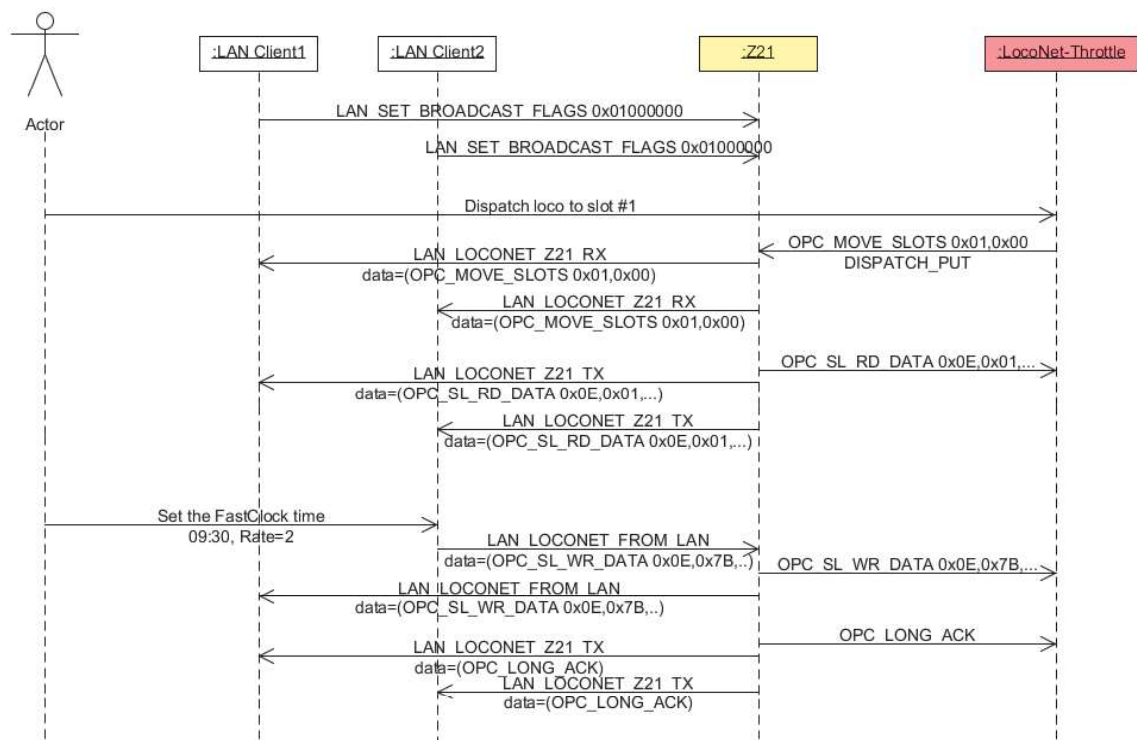 :LAN Client1
:LAN Client2
:Z21
:LocoNet-Throttle
Actor
LAN_SET_BROADCAST_FLAGS 0x01000000
LAN_SET_BROADCAST_FLAGS 0x01000000
Dispatch loco to slot #1
OPC_MOVE_SLOTS 0x01,0x00
DISPATCH_PUT
LAN_LOCONET_Z21_RX
data=(OPC_MOVE_SLOTS 0x01,0x00)
LAN_LOCONET_Z21_RX
data=(OPC_MOVE_SLOTS 0x01,0x00)
OPC_SL_RD_DATA 0x0E,0x01,...
LAN_LOCONET_Z21_TX
data=(OPC_SL_RD_DATA 0x0E,0x01,...)
LAN_LOCONET_Z21_TX
data=(OPC_SL_RD_DATA 0x0E,0x01,...)
Set the FastClock time
09:30, Rate=2
LAN_LOCONET_FROM_LAN
data=(OPC_SL_WR_DATA 0x0E,0x7B,..)
OPC_SL_WR_DATA 0x0E,0x7B,...
LAN_LOCONET_FROM_LAN
data=(OPC_SL_WR_DATA 0x0E,0x7B,..)
OPC_LONG_ACK
LAN_LOCONET_Z21_TX
data=(OPC_LONG_ACK)
LAN_LOCONET_Z21_TX
data=(OPC_LONG_ACK)